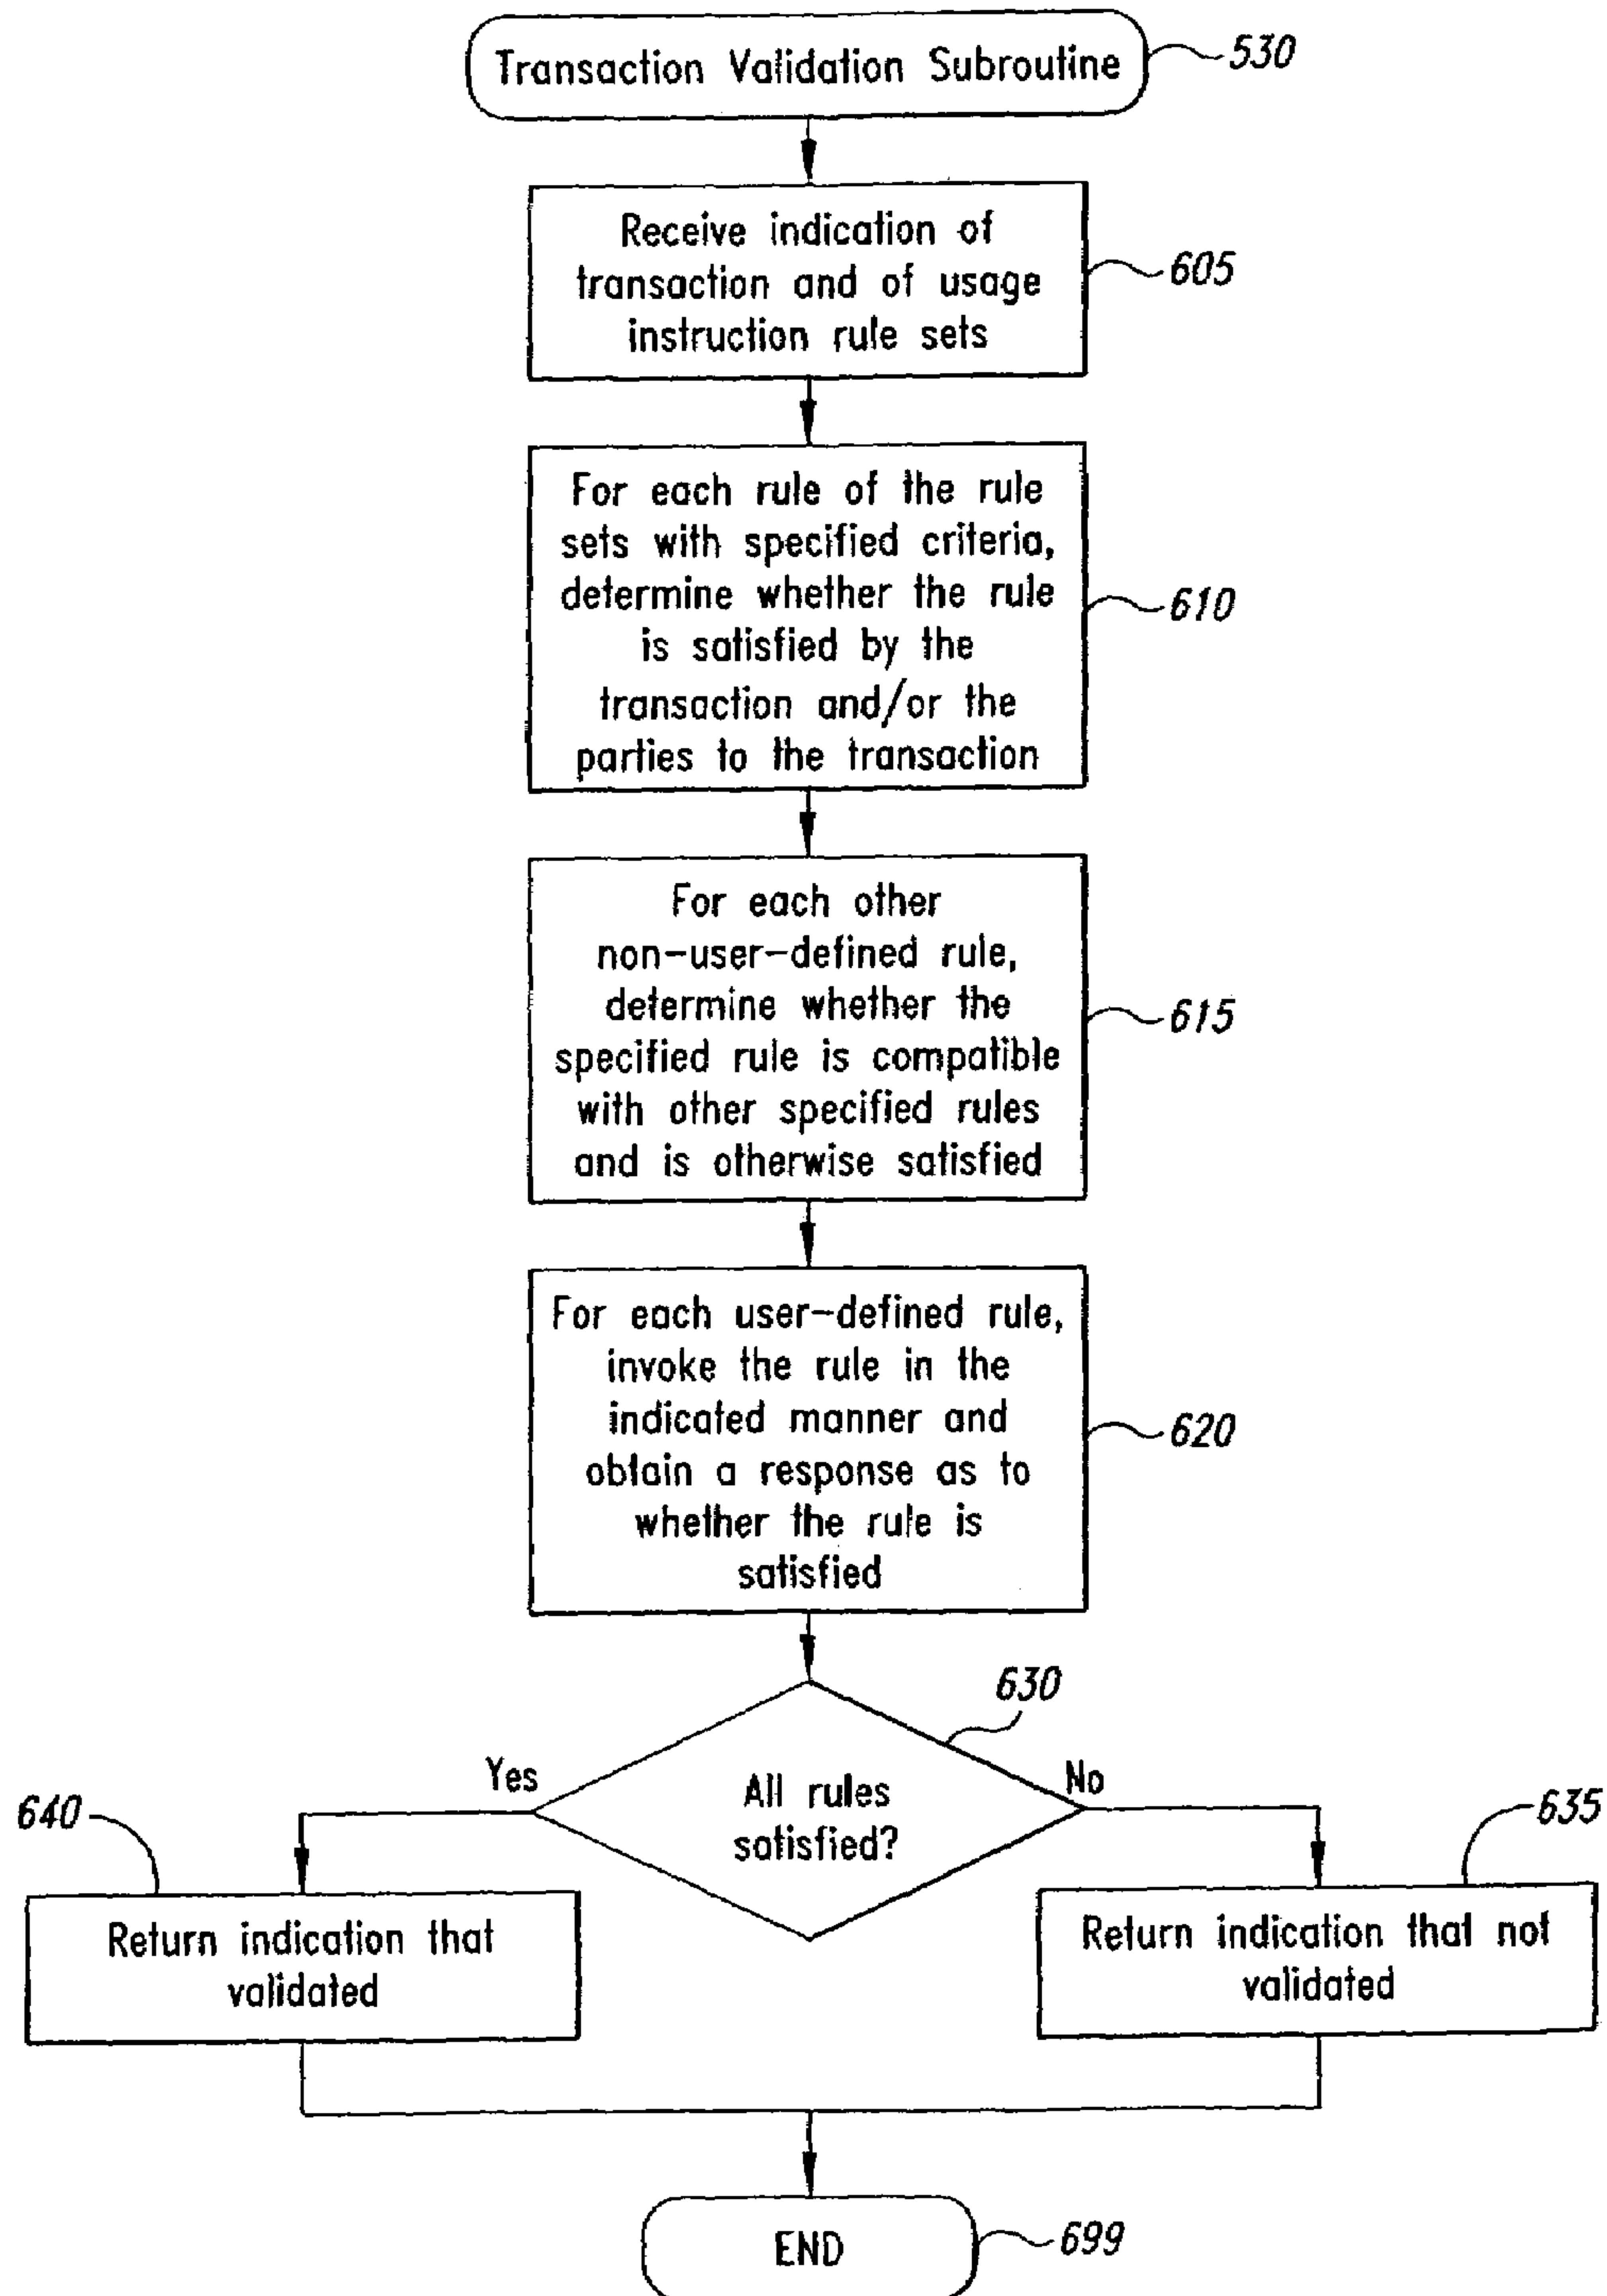 Transaction Validation Subroutine
530
Receive indication of
transaction and of usage
instruction rule sets
605
For each rule of the rule
sets with specified criteria,
determine whether the rule
is satisfied by the
transaction and/or the
parties to the transaction
610
For each other
non-user-defined rule,
determine whether the
specified rule is compatible
with other specified rules
and is otherwise satisfied
615
For each user-defined rule,
invoke the rule in the
indicated manner and
obtain a response as to
whether the rule is
satisfied
620
630
All rules
satisfied?
Yes
No
640
Return indication that
validated
635
Return indication that not
validated
END
699